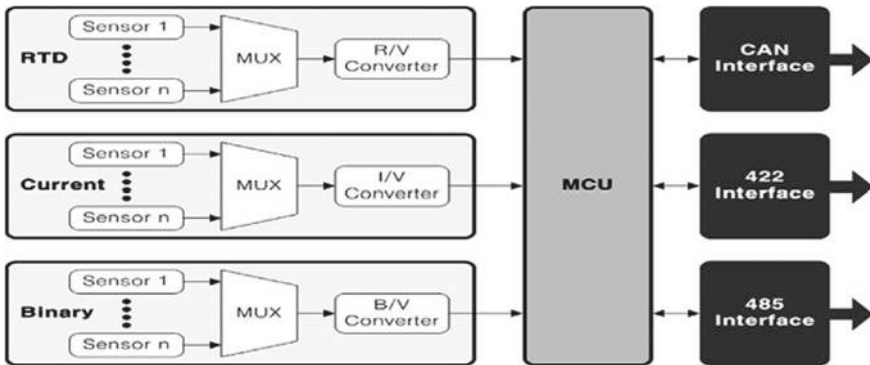 Sensor 1
RTD
Sensor n
MUX
R/V
Converter
Sensor 1
Current
Sensor n
MUX
I/V
Converter
Sensor 1
Binary
Sensor n
MUX
B/V
Converter
MCU
CAN
Interface
422
Interface
485
Interface